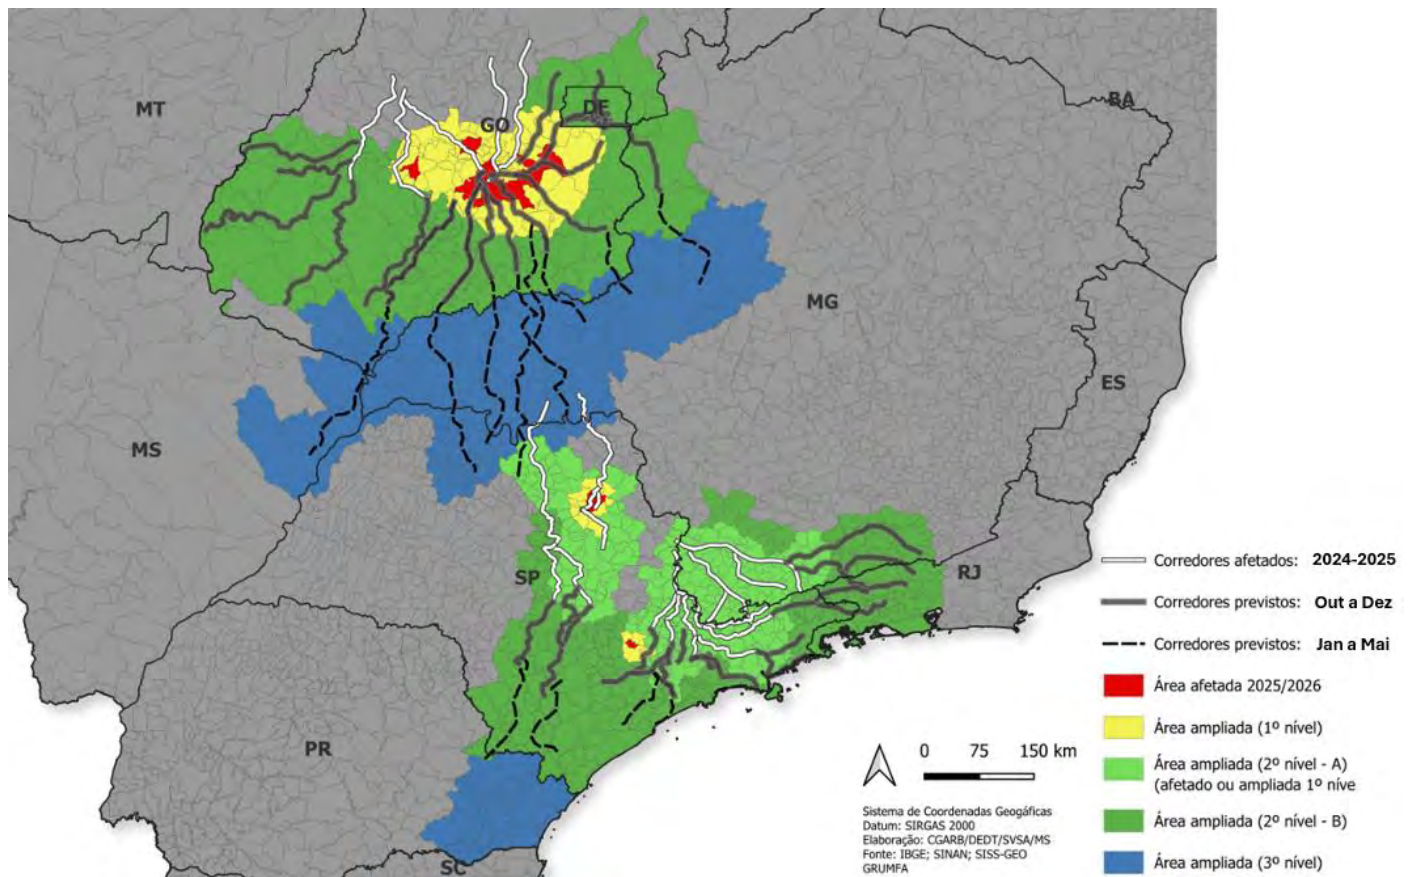 MT
BA
DF
GO
MG
ES
MS
SP
RJ
PR
SC
Corredores afetados: 2024-2025
Corredores previstos: Out a Dez
Corredores previstos: Jan a Mai
Área afetada 2025/2026
Área ampliada (1º nível)
Área ampliada (2º nível - A)
(afetado ou ampliada 1º níve
Área ampliada (2º nível - B)
Área ampliada (3º nível)
0 75 150 km
Sistema de Coordenadas Geogáficas
Datum: SIRGAS 2000
Elaboração: CGARB/DEDT/SVSA/MS
Fonte: IBGE; SINAN; SISS-GEO
GRUMFA